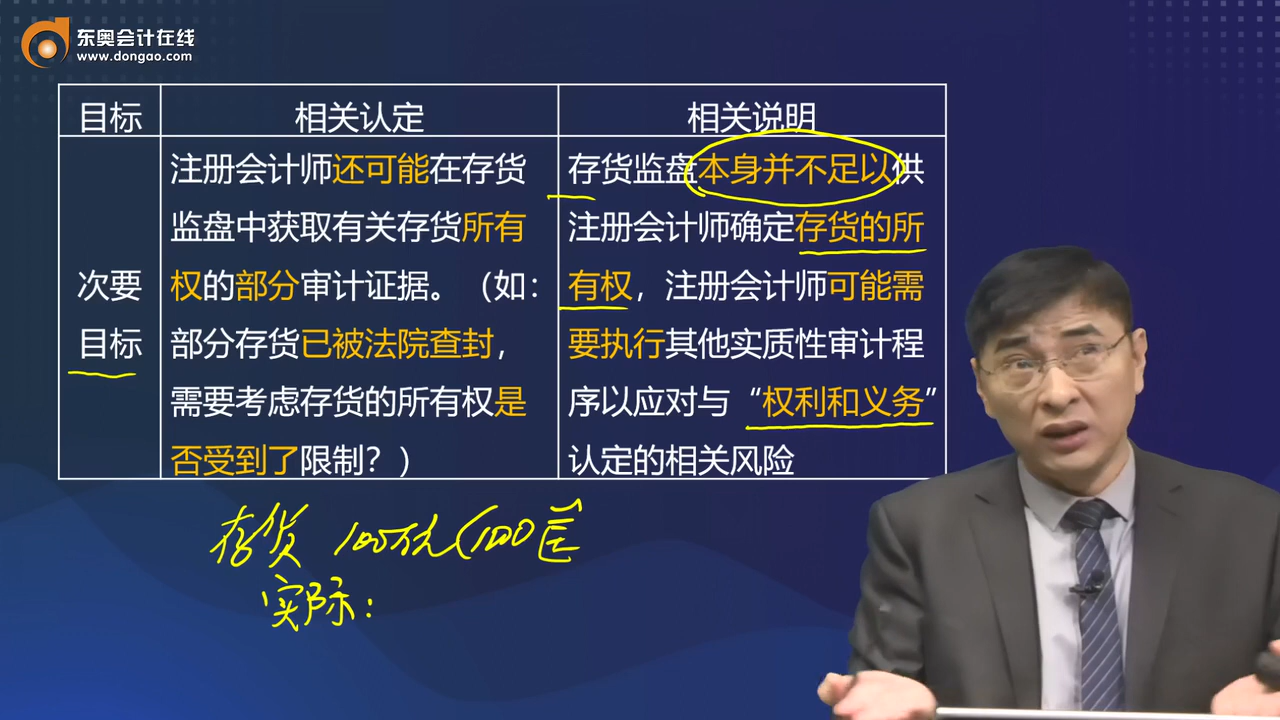 东奥会计在线
www.dongao.com
目标
相关认定
相关说明
次要
目标
注册会计师还可能在存货
监盘中获取有关存货所有
权的部分审计证据。（如：
部分存货已被法院查封，
需要考虑存货的所有权是
否受到了限制？）
存货监盘本身并不足以供
注册会计师确定存货的所
有权，注册会计师可能需
要执行其他实质性审计程
序以应对与“权利和义务”
认定的相关风险
存货 100万元（100
实际：